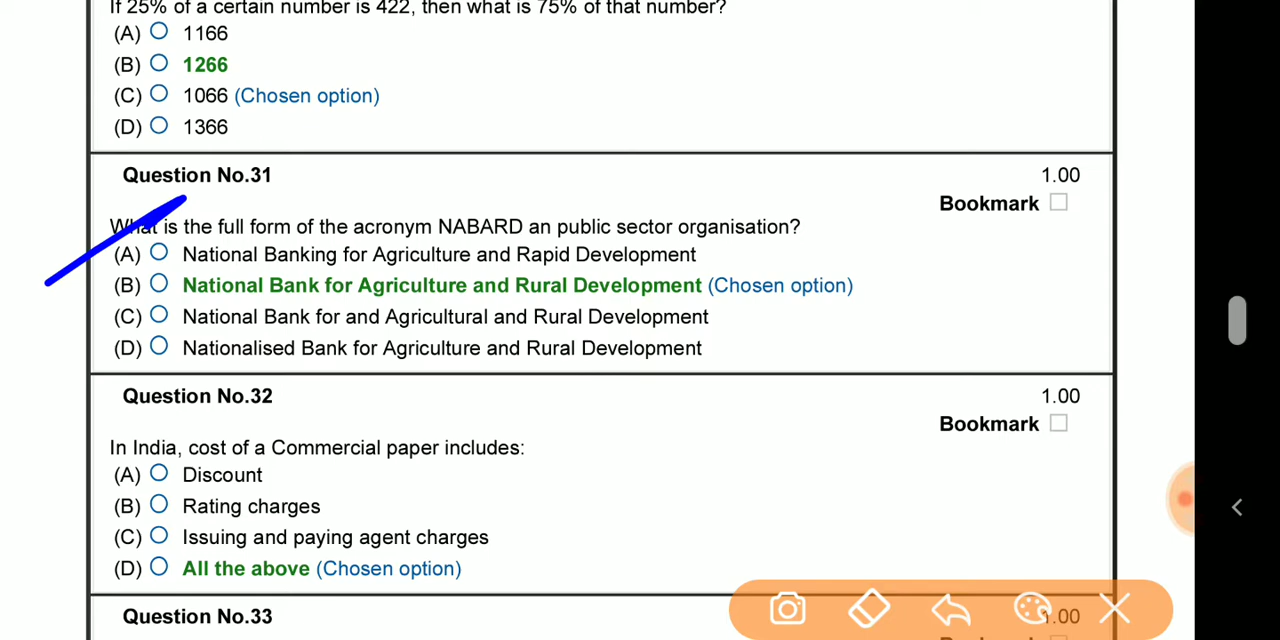 If 25% of a certain number is 422, then what is 75% of that number?
(A) 1166
(B) 1266
(C) 1066 (Chosen option)
(D) 1366
Question No.31 1.00
Bookmark
What is the full form of the acronym NABARD an public sector organisation?
(A) National Banking for Agriculture and Rapid Development
(B) National Bank for Agriculture and Rural Development (Chosen option)
(C) National Bank for and Agricultural and Rural Development
(D) Nationalised Bank for Agriculture and Rural Development
Question No.32 1.00
Bookmark
In India, cost of a Commercial paper includes:
(A) Discount
(B) Rating charges
(C) Issuing and paying agent charges
(D) All the above (Chosen option)
Question No.33 1.00